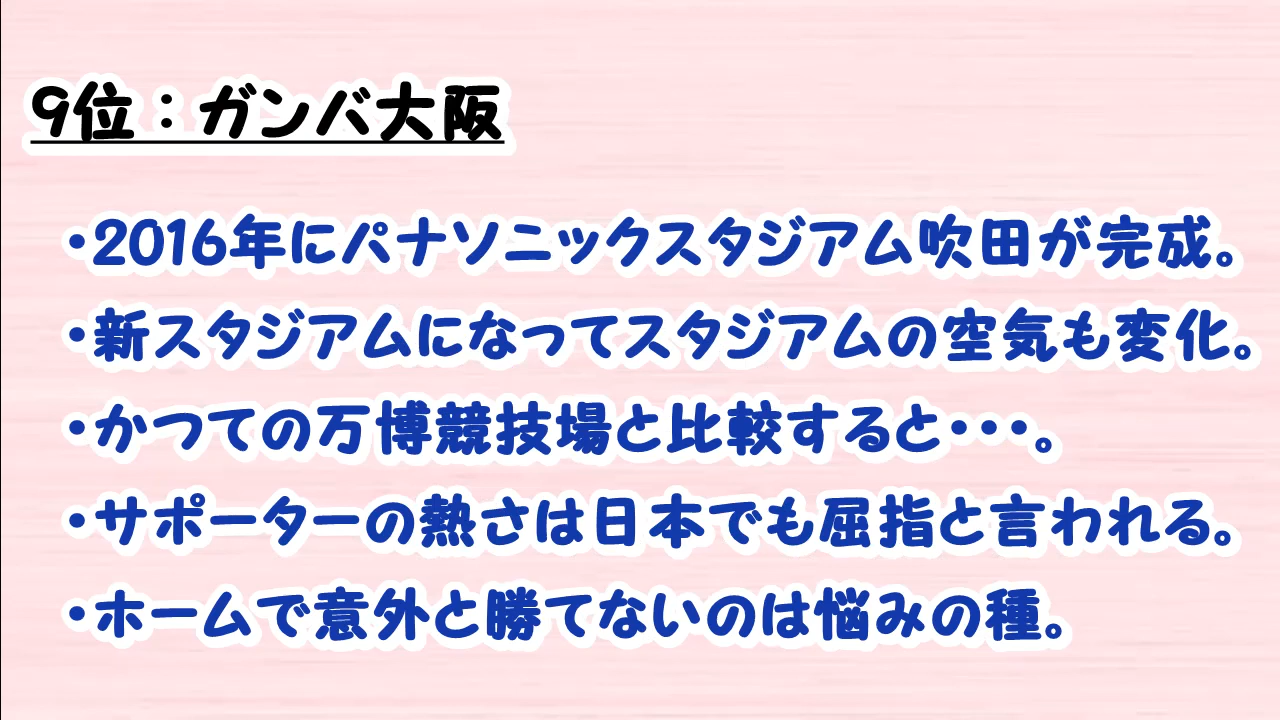 9位：ガンバ大阪
・2016年にパナソニックスタジアム吹田が完成。
・新スタジアムになってスタジアムの空気も変化。
・かつての万博競技場と比較すると・・・。
・サポーターの熱さは日本でも屈指と言われる。
・ホームで意外と勝てないのは悩みの種。